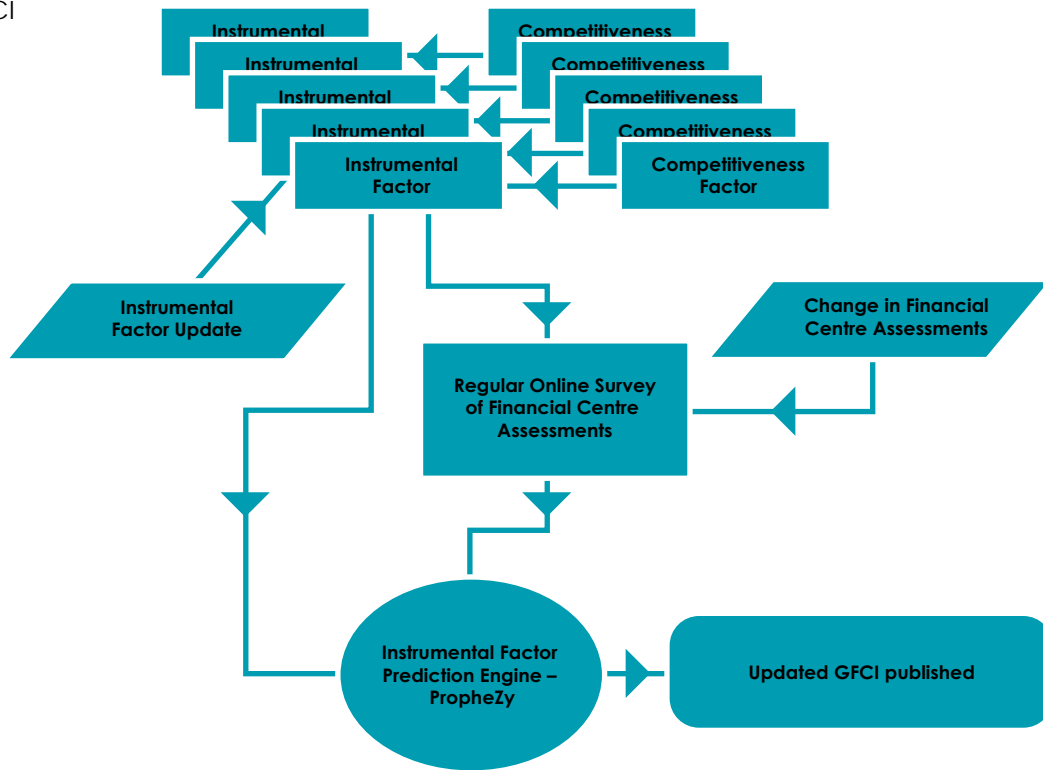 CI
Instrumental
Competitiveness
Instrumental
Competitiveness
Instrumental
Competitiveness
Instrumental
Competitiveness
Instrumental
Factor
Competitiveness
Factor
Instrumental
Factor Update
Change in Financial
Centre Assessments
Regular Online Survey
of Financial Centre
Assessments
Instrumental Factor
Prediction Engine –
PropheZy
Updated GFCI published